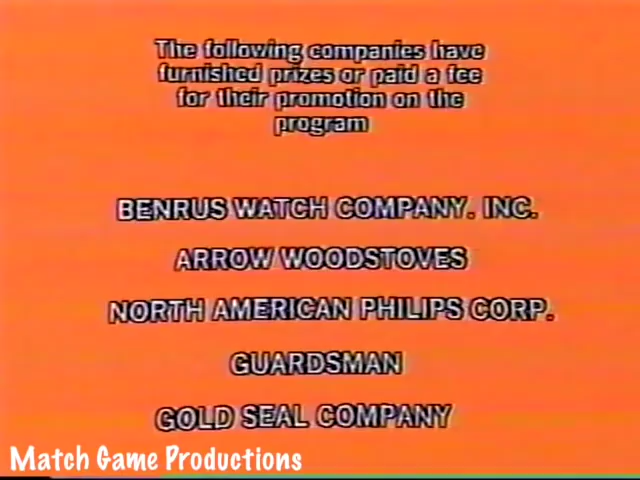 The following companies have
furnished prizes or paid a fee
for their promotion on the
program
BENRUS WATCH COMPANY, INC.
ARROW WOODSTOVES
NORTH AMERICAN PHILIPS CORP.
GUARDSMAN
GOLD SEAL COMPANY
Match Game Productions